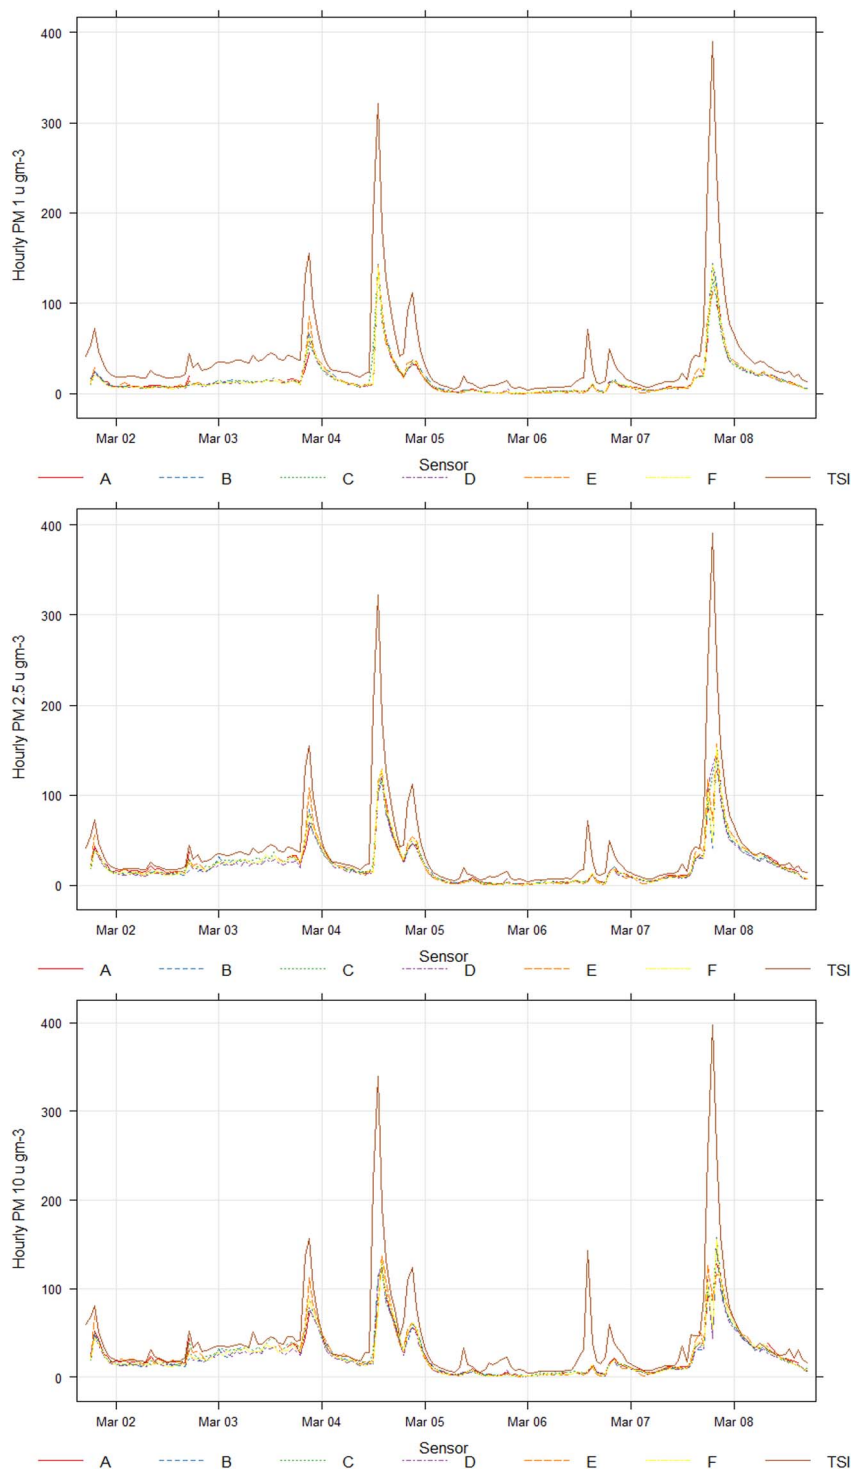 400
300
200
100
0
Hourly PM 1 u gm-3
Mar 02 Mar 03 Mar 04 Mar 05 Mar 06 Mar 07 Mar 08
Sensor
A B C D E F TSI
400
300
200
100
0
Hourly PM 2.5 u gm-3
Mar 02 Mar 03 Mar 04 Mar 05 Mar 06 Mar 07 Mar 08
Sensor
A B C D E F TSI
400
300
200
100
0
Hourly PM 10 u gm-3
Mar 02 Mar 03 Mar 04 Mar 05 Mar 06 Mar 07 Mar 08
Sensor
A B C D E F TSI